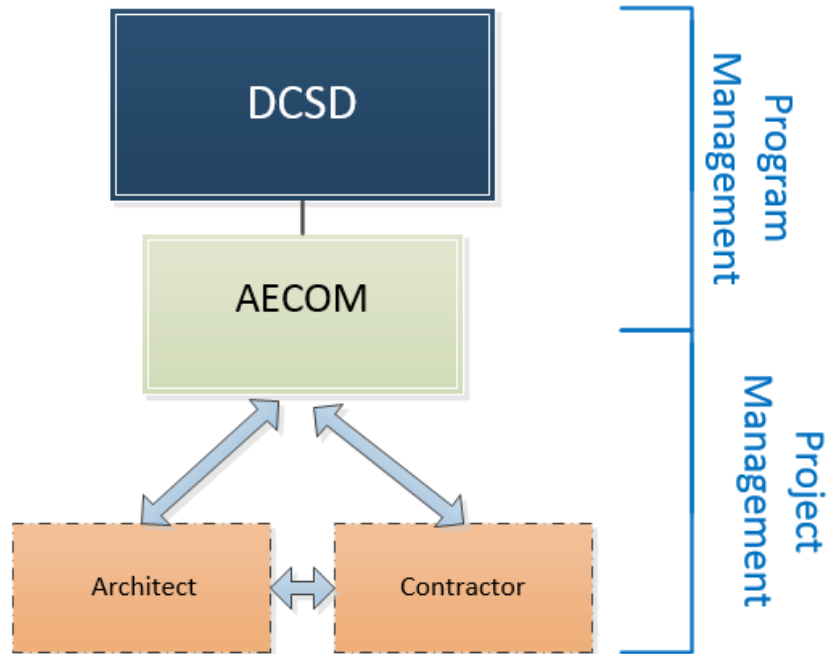 DCSD
AECOM
Architect
Contractor
Program
Management
Project
Management